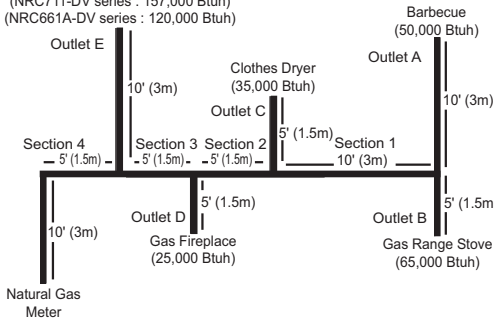 (NRC711-DV series : 157,000 Btuh)
(NRC661A-DV series : 120,000 Btuh)
Outlet E
10' (3m)
Barbecue
(50,000 Btuh)
Outlet A
10' (3m)
Clothes Dryer
(35,000 Btuh)
Outlet C
5' (1.5m)
Section 4
5' (1.5m)
Section 3
5' (1.5m)
Section 2
5' (1.5m)
Section 1
10' (3m)
10' (3m)
Outlet D
5' (1.5m)
Gas Fireplace
(25,000 Btuh)
Outlet B
5' (1.5m
Gas Range Stove
(65,000 Btuh)
Natural Gas
Meter